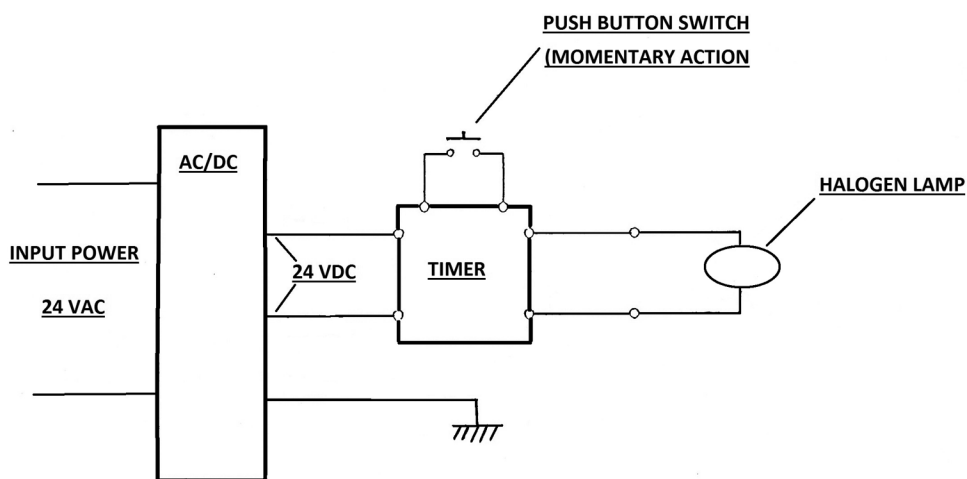 PUSH BUTTON SWITCH
(MOMENTARY ACTION
AC/DC
HALOGEN LAMP
INPUT POWER
24 VAC
24 VDC
TIMER